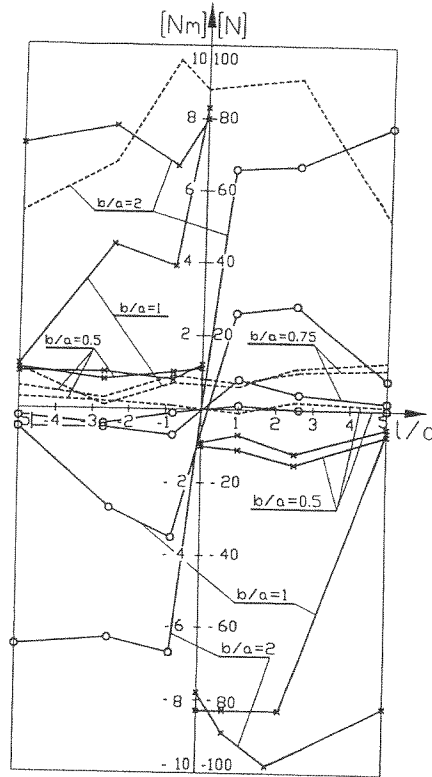 [Nm] [N]
10 100
8 80
b/a=2
6 60
4 40
b/a=1
b/a=0.5
2 20
b/a=0.75
5 4 3 2 -1 1 2 3 4 5 l/a
-2 -20
b/a=0.5
-4 -40
b/a=1
-6 -60
b/a=2
-8 -80
-10 -100